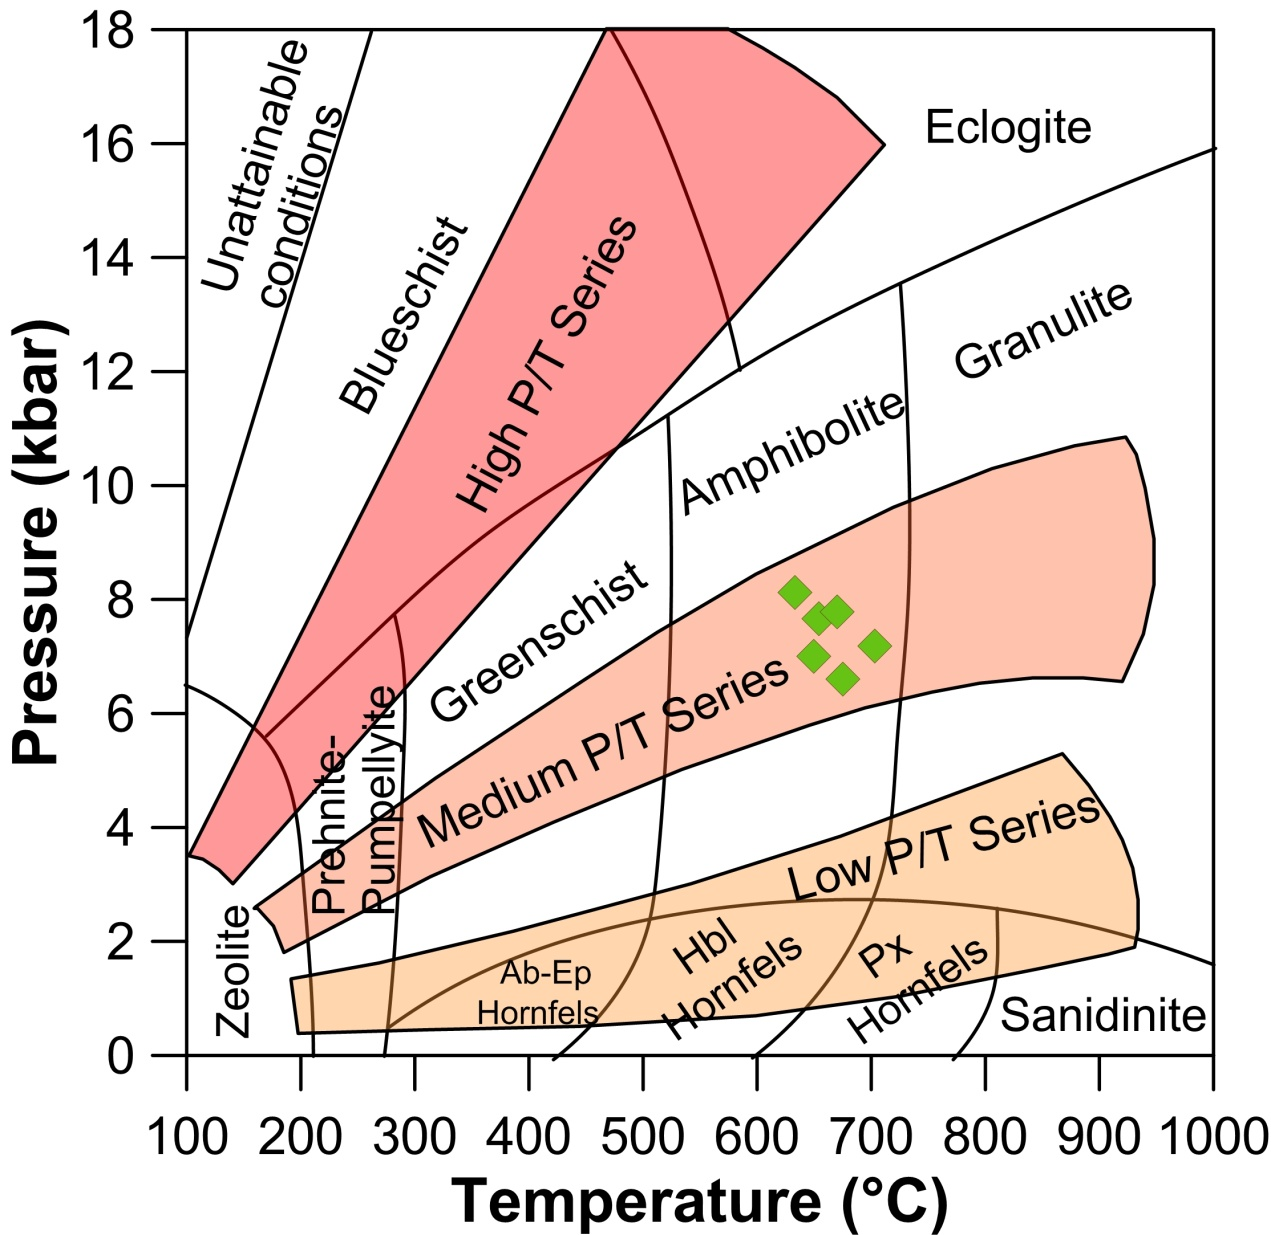 18
16
14
12
10
8
6
4
2
0
Pressure (kbar)
Unattainable
conditions
Blueschist
High P/T Series
Eclogite
Granulite
Amphibolite
Greenschist
Medium P/T Series
Prehnite-
Pumpellyite
Zeolite
Low P/T Series
Ab-Ep
Hornfels
Hbl
Hornfels
Px
Hornfels
Sanidinite
100 200 300 400 500 600 700 800 900 1000
Temperature (°C)